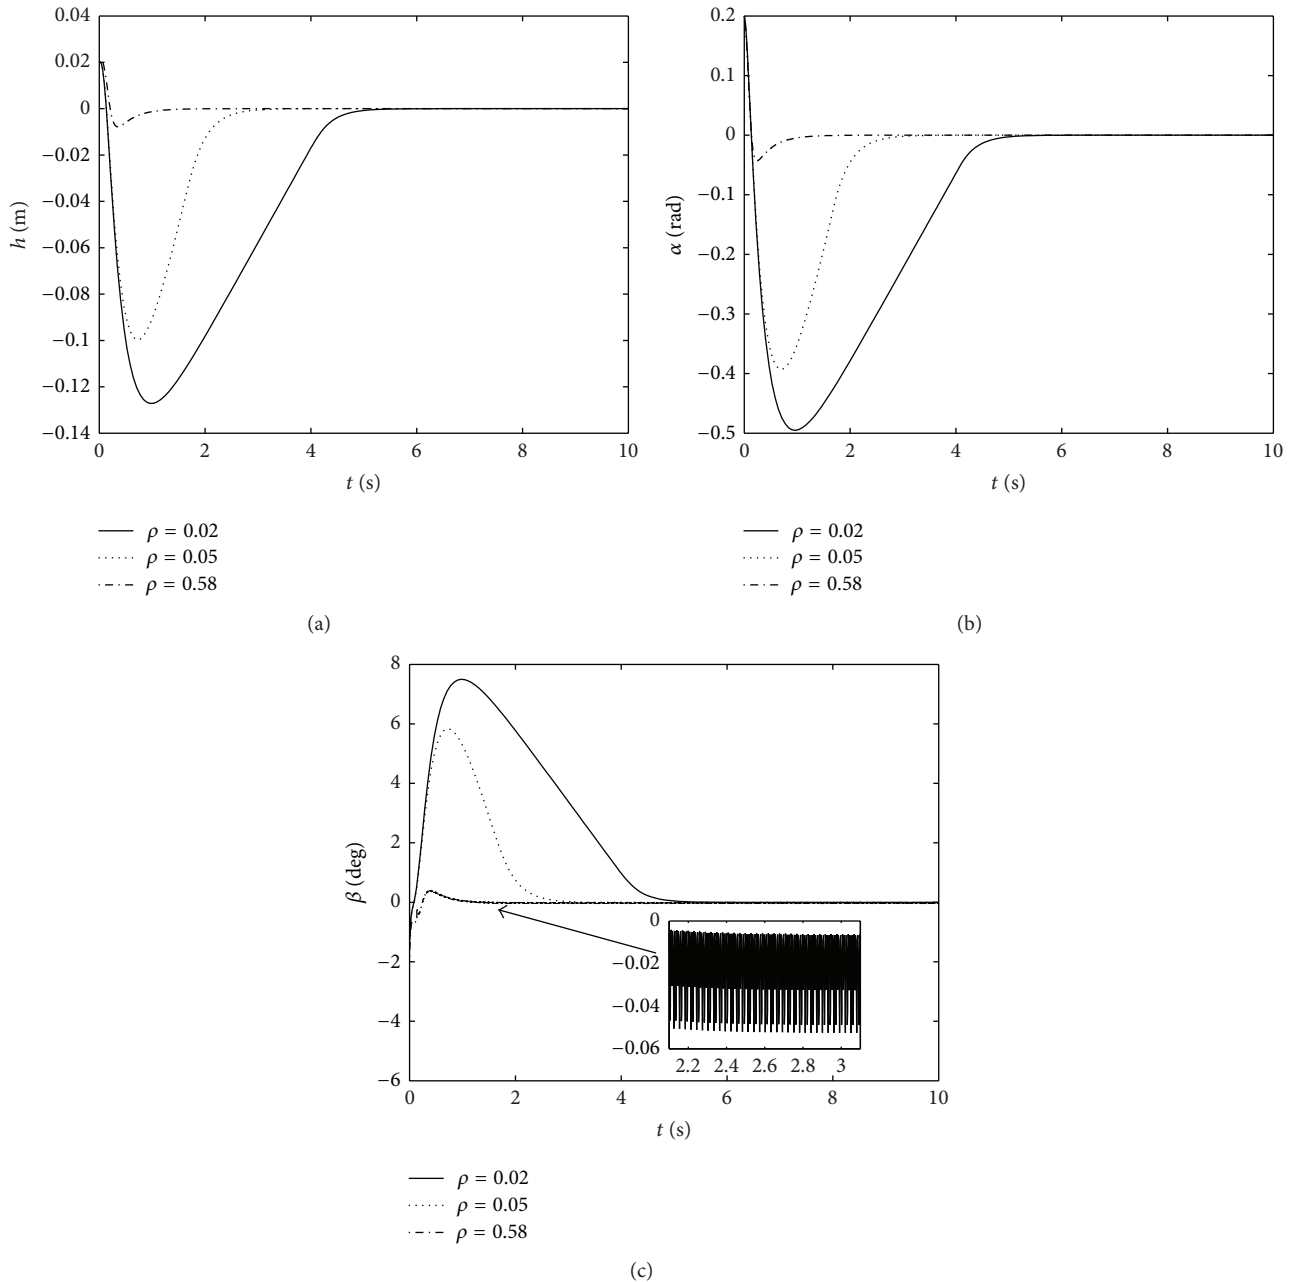 0.04
0.02
0
−0.02
−0.04
−0.06
−0.08
−0.1
−0.12
−0.14
h (m)
0 2 4 6 8 10
t (s)
ρ = 0.02
ρ = 0.05
ρ = 0.58
(a)
0.2
0.1
0
−0.1
−0.2
−0.3
−0.4
−0.5
α (rad)
0 2 4 6 8 10
t (s)
ρ = 0.02
ρ = 0.05
ρ = 0.58
(b)
8
6
4
2
0
−2
−4
−6
β (deg)
0
−0.02
−0.04
−0.06
2.2 2.4 2.6 2.8 3
0 2 4 6 8 10
t (s)
ρ = 0.02
ρ = 0.05
ρ = 0.58
(c)